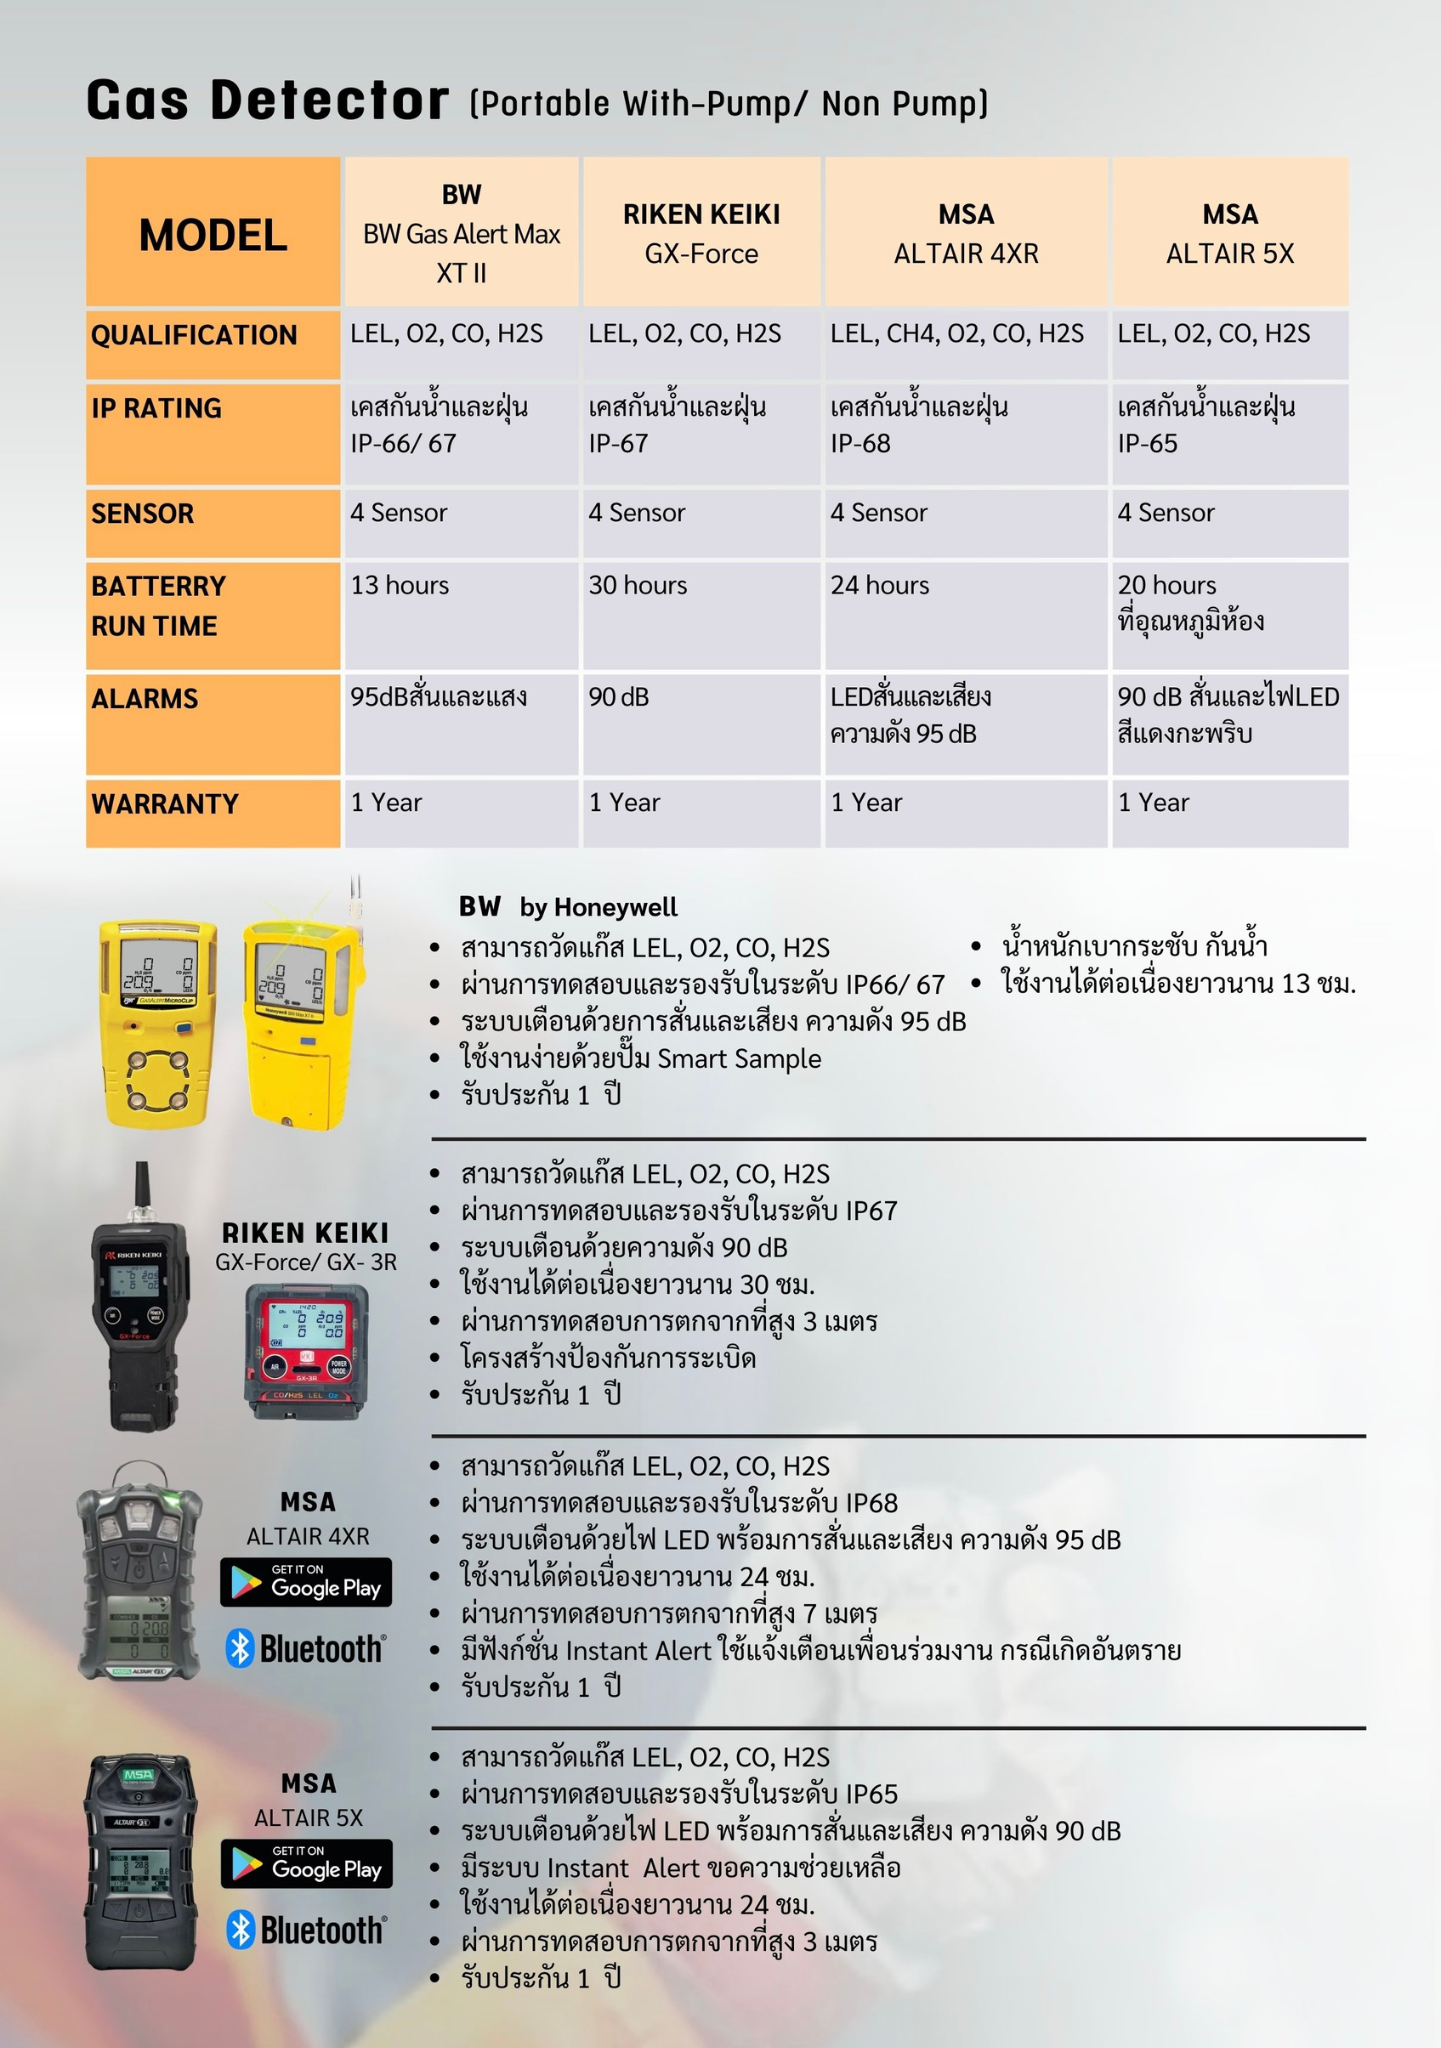 Gas Detector (Portable With-Pump/ Non Pump)
MODEL
BW
BW Gas Alert Max
XT II
RIKEN KEIKI
GX-Force
MSA
ALTAIR 4XR
MSA
ALTAIR 5X
QUALIFICATION
LEL, O2, CO, H2S
LEL, O2, CO, H2S
LEL, CH4, O2, CO, H2S
LEL, O2, CO, H2S
IP RATING
เคสกันน้ำและฝุ่น
IP-66/ 67
เคสกันน้ำและฝุ่น
IP-67
เคสกันน้ำและฝุ่น
IP-68
เคสกันน้ำและฝุ่น
IP-65
SENSOR
4 Sensor
4 Sensor
4 Sensor
4 Sensor
BATTERRY
RUN TIME
13 hours
30 hours
24 hours
20 hours
ที่อุณหภูมิห้อง
ALARMS
95dBสั่นและแสง
90 dB
LEDสั่นและเสียง
ความดัง 95 dB
90 dB สั่นและไฟLED
สีแดงกะพริบ
WARRANTY
1 Year
1 Year
1 Year
1 Year
BW by Honeywell
• สามารถวัดแก๊ส LEL, O2, CO, H2S
• ผ่านการทดสอบและรองรับในระดับ IP66/ 67
• ระบบเตือนด้วยการสั่นและเสียง ความดัง 95 dB
• ใช้งานง่ายด้วยปั๊ม Smart Sample
• รับประกัน 1 ปี
• น้ำหนักเบากระชับ กันน้ำ
• ใช้งานได้ต่อเนื่องยาวนาน 13 ชม.
RIKEN KEIKI
GX-Force
RIKEN KEIKI
GX-Force/ GX- 3R
AIR
POWER
MODE
GX-3R
CO/H2S LEL O2
• สามารถวัดแก๊ส LEL, O2, CO, H2S
• ผ่านการทดสอบและรองรับในระดับ IP67
• ระบบเตือนด้วยความดัง 90 dB
• ใช้งานได้ต่อเนื่องยาวนาน 30 ชม.
• ผ่านการทดสอบการตกจากที่สูง 3 เมตร
• โครงสร้างป้องกันการระเบิด
• รับประกัน 1 ปี
MSA
ALTAIR 4XR
GET IT ON
Google Play
Bluetooth®
• สามารถวัดแก๊ส LEL, O2, CO, H2S
• ผ่านการทดสอบและรองรับในระดับ IP68
• ระบบเตือนด้วยไฟ LED พร้อมการสั่นและเสียง ความดัง 95 dB
• ใช้งานได้ต่อเนื่องยาวนาน 24 ชม.
• ผ่านการทดสอบการตกจากที่สูง 7 เมตร
• มีฟังก์ชั่น Instant Alert ใช้แจ้งเตือนเพื่อนร่วมงาน กรณีเกิดอันตราย
• รับประกัน 1 ปี
MSA
MSA
ALTAIR 5X
GET IT ON
Google Play
Bluetooth®
• สามารถวัดแก๊ส LEL, O2, CO, H2S
• ผ่านการทดสอบและรองรับในระดับ IP65
• ระบบเตือนด้วยไฟ LED พร้อมการสั่นและเสียง ความดัง 90 dB
• มีระบบ Instant Alert ขอความช่วยเหลือ
• ใช้งานได้ต่อเนื่องยาวนาน 24 ชม.
• ผ่านการทดสอบการตกจากที่สูง 3 เมตร
• รับประกัน 1 ปี